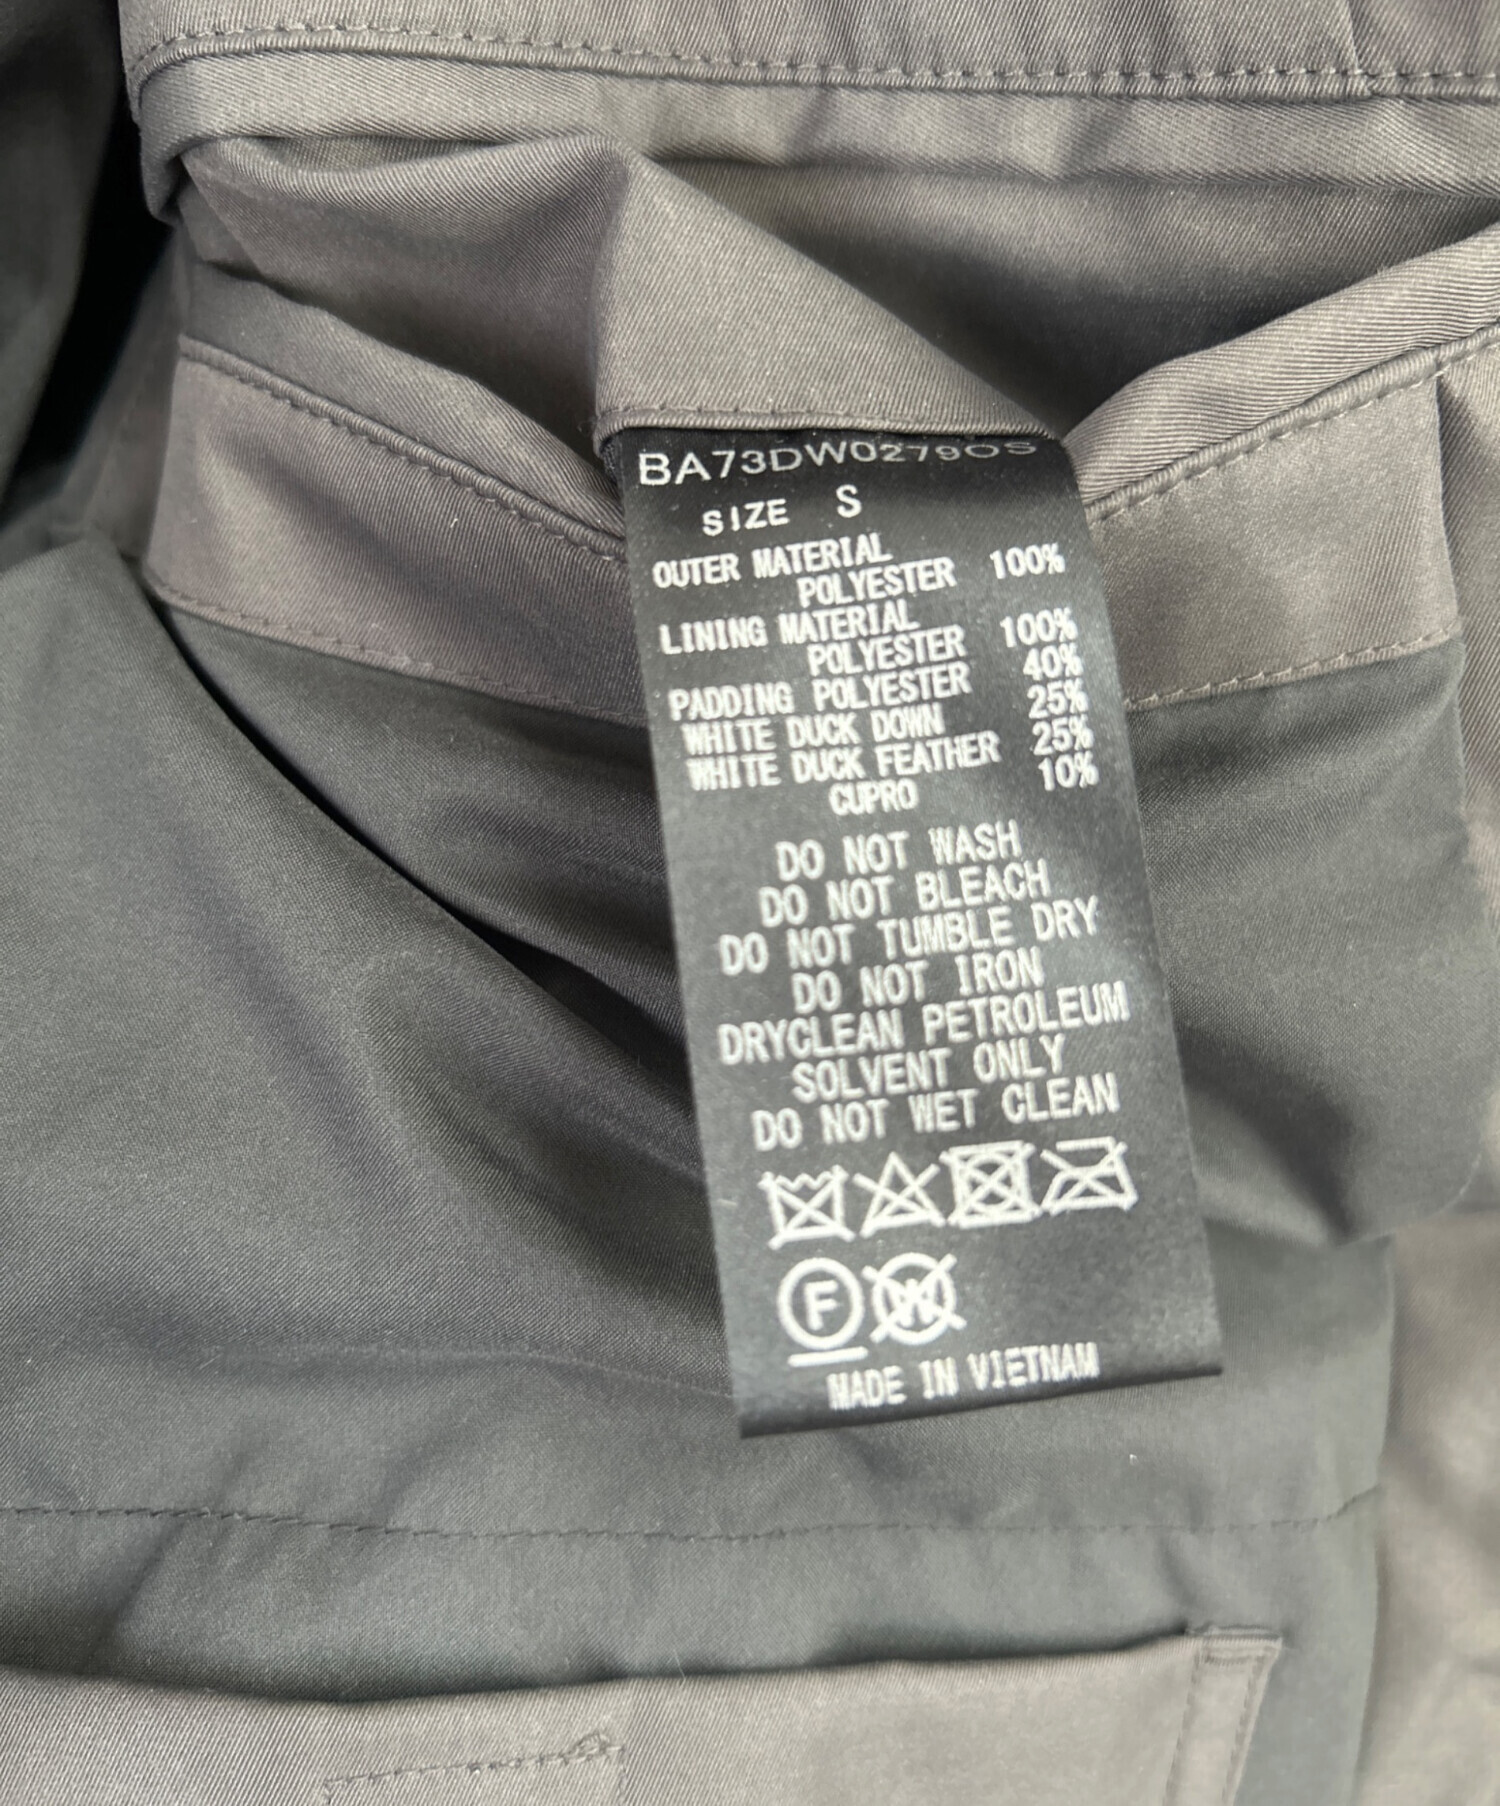 BA73DW0279OS
SIZE S
OUTER MATERIAL
POLYESTER 100%
LINING MATERIAL
POLYESTER 100%
PADDING POLYESTER 40%
WHITE DUCK DOWN 25%
WHITE DUCK FEATHER 25%
CUPRO 10%
DO NOT WASH
DO NOT BLEACH
DO NOT TUMBLE DRY
DO NOT IRON
DRYCLEAN PETROLEUM
SOLVENT ONLY
DO NOT WET CLEAN
F W
MADE IN VIETNAM